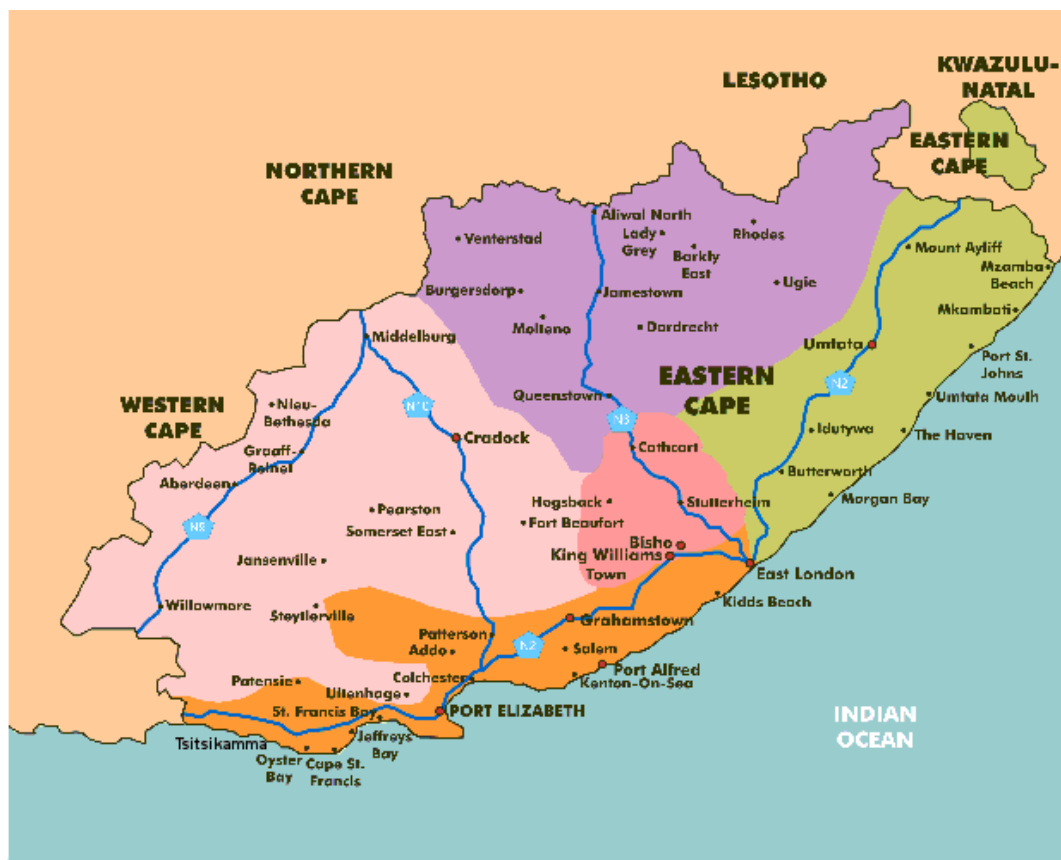 KWAZULU-
NATAL
LESOTHO
EASTERN
CAPE
NORTHERN
CAPE
Aliwal North
Lady
Grey
Rhodes
Venterstad
Barkly
East
Mount Ayliff
Mzamba
Beach
Ugie
Burgersdorp
Jamestown
Mkambati
Molteno
Dordrecht
Middelburg
Umtata
Port St.
Johns
EASTERN
CAPE
N2
Queenstown
Umtata Moulh
WESTERN
CAPE
Nieu-
Bethesda
N10
N3
Idutywa
The Haven
Cradock
Cathcart
Graaff-
Reinel
Aberdeen
Butterworth
Morgan Bay
Hogsback
Stutterheim
Pearston
Fort Beaufort
N9
Somerset East
Bisho
King Williams
Town
Jansenville
East London
Kidds Beach
Willowmore
Steytlerville
Grahamstown
Patterson
N2
Addo
Salem
Port Alfred
Kenton-On-Sea
Colchester
Patensie
Uitenhage
St. Francis Bay
PORT ELIZABETH
INDIAN
OCEAN
Tsitsikamma
Jeffreys
Bay
Oyster
Bay
Cape St.
Francis